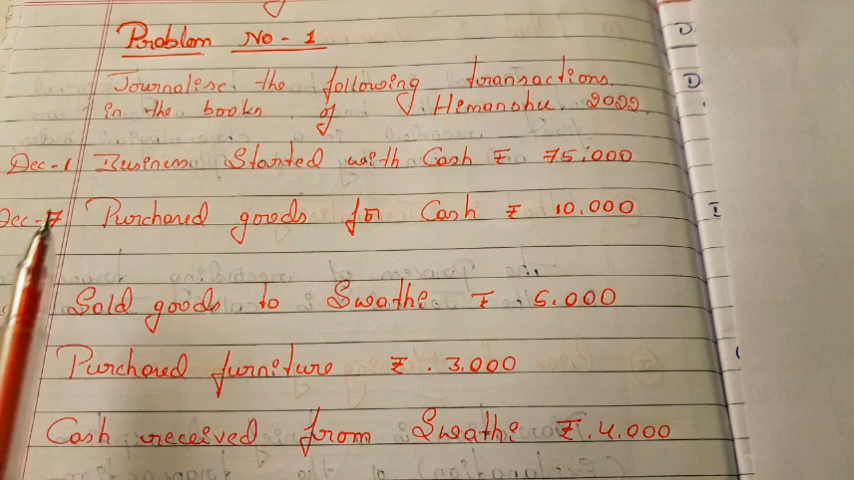 Problem No - 1
Journalise the following transactions
in the books of Himanshu 2022
Dec - 1 Business Started with Cash ₹ 75.000
Dec - 7 Purchased goods for Cash ₹ 10.000
Sold goods to Swathi ₹ 5.000
Purchased furniture ₹. 3.000
Cash received from Swathi ₹. 4.000